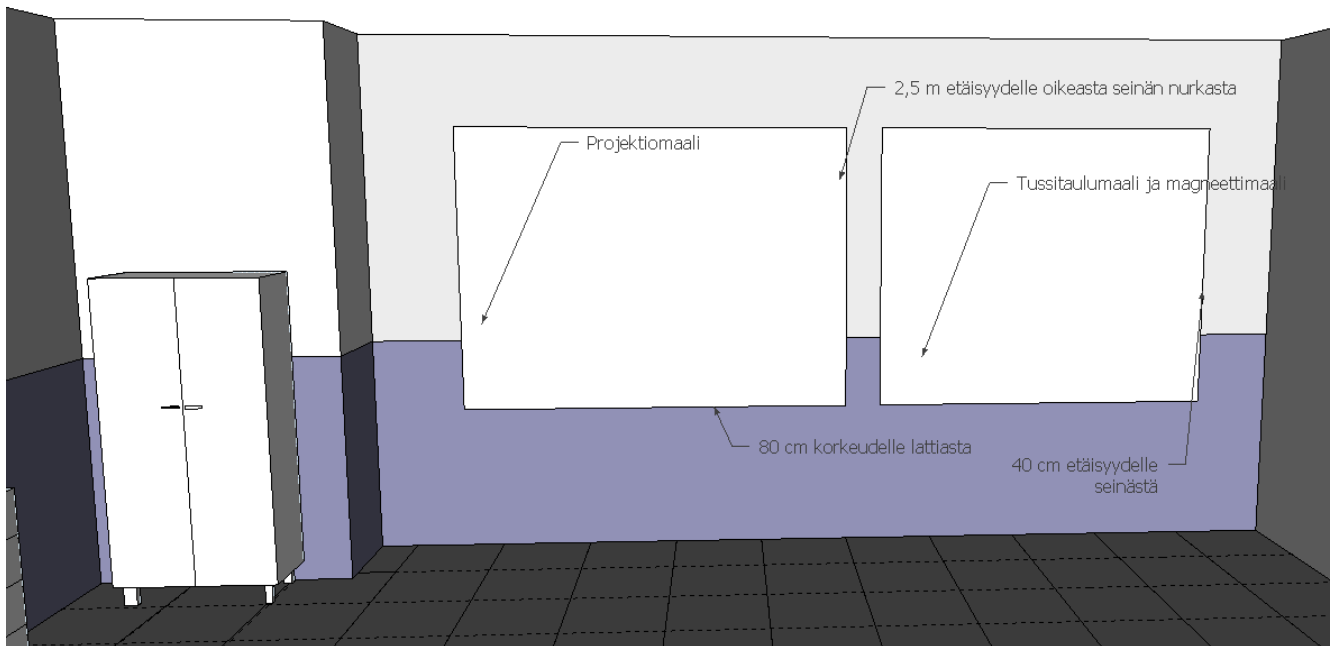 2,5 m etäisyydelle oikeasta seinän nurkasta
Projektiomaali
Tussitaulumaali ja magneettimaali
80 cm korkeudelle lattiasta
40 cm etäisyydelle
seinästä